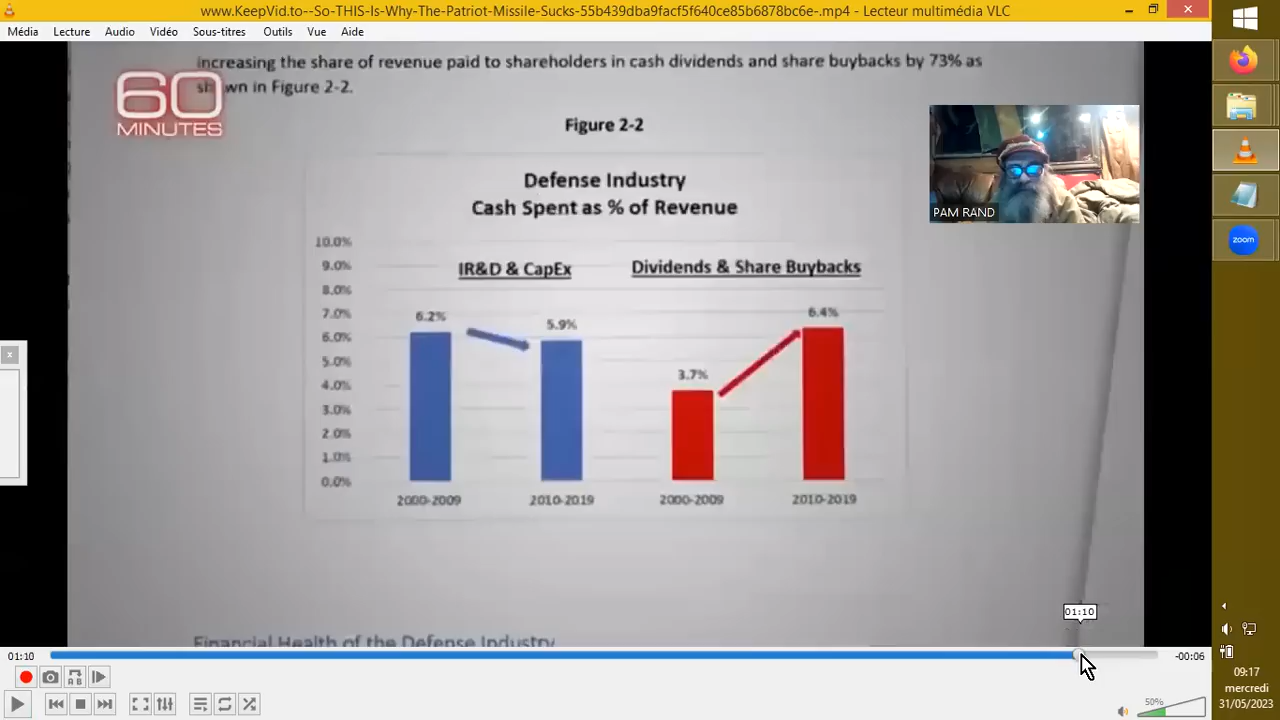 www.KeepVid.to--So-THIS-Is-Why-The-Patriot-Missile-Sucks-55b439dba9facf5f640ce85b6878bc6e-.mp4 - Lecteur multimédia VLC
Média Lecture Audio Vidéo Sous-titres Outils Vue Aide
increasing the share of revenue paid to shareholders in cash dividends and share buybacks by 73% as
shown in Figure 2-2.
60
MINUTES
Figure 2-2
PAM RAND
Defense Industry
Cash Spent as % of Revenue
10.0%
9.0%
8.0%
7.0%
6.0%
5.0%
4.0%
3.0%
2.0%
1.0%
0.0%
IR&D & CapEx
Dividends & Share Buybacks
6.2%
5.9%
3.7%
6.4%
2000-2009
2010-2019
2000-2009
2010-2019
Financial Health of the Defense Industry
01:10
01:10
-00:06
A B
50%
zoom
09:17
mercredi
31/05/2023